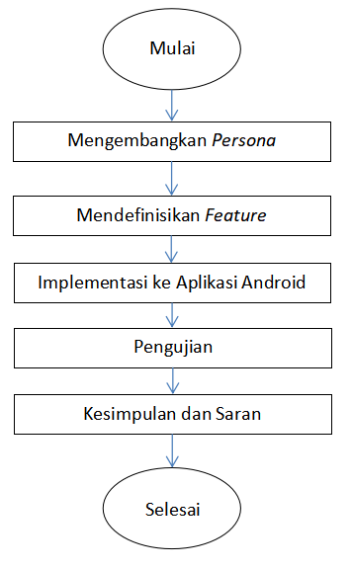 Mulai
Mengembangkan Persona
Mendefinisikan Feature
Implementasi ke Aplikasi Android
Pengujian
Kesimpulan dan Saran
Selesai